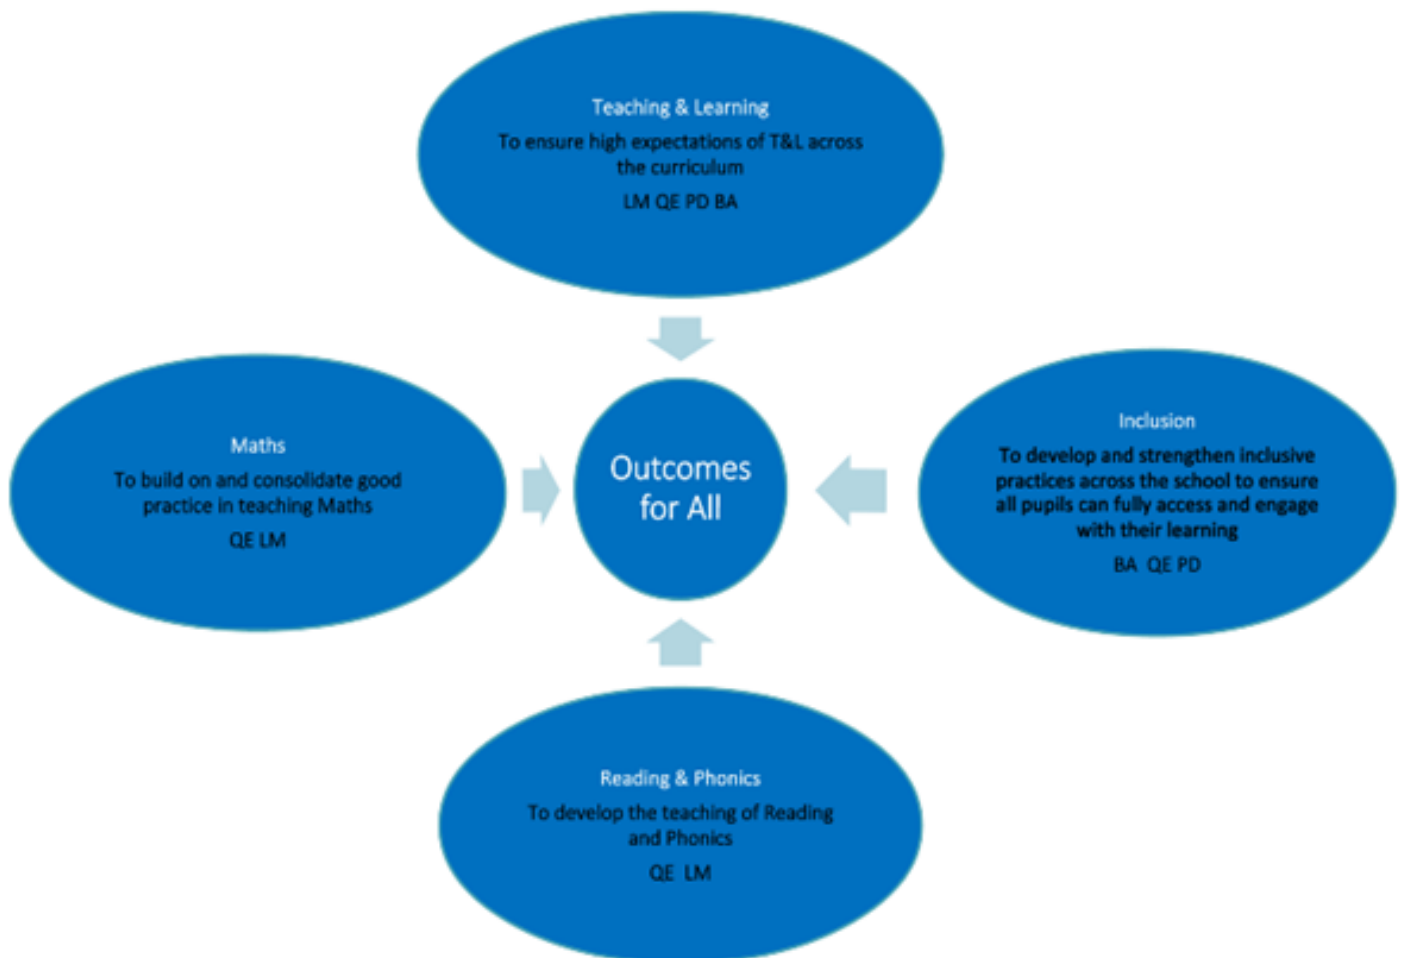 Teaching & Learning
To ensure high expectations of T&L across
the curriculum
LM QE PD BA
Maths
To build on and consolidate good
practice in teaching Maths
QE LM
Outcomes
for All
Inclusion
To develop and strengthen inclusive
practices across the school to ensure
all pupils can fully access and engage
with their learning
BA QE PD
Reading & Phonics
To develop the teaching of Reading
and Phonics
QE LM